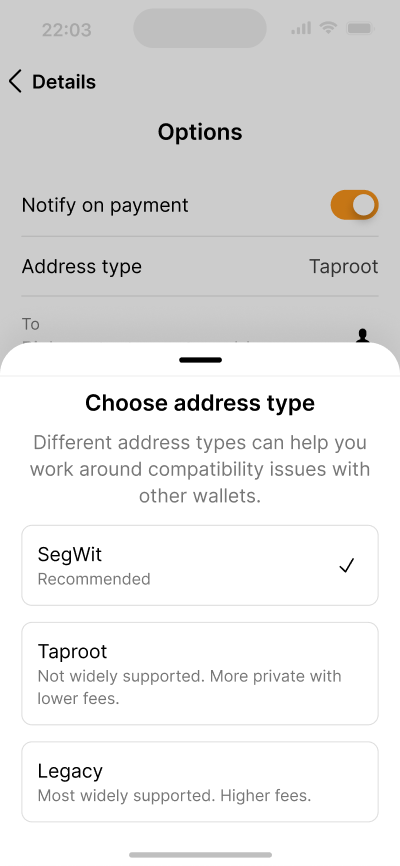 22:03
Details
Options
Notify on payment
Address type
Taproot
To
Choose address type
Different address types can help you
work around compatibility issues with
other wallets.
SegWit
Recommended
Taproot
Not widely supported. More private with
lower fees.
Legacy
Most widely supported. Higher fees.